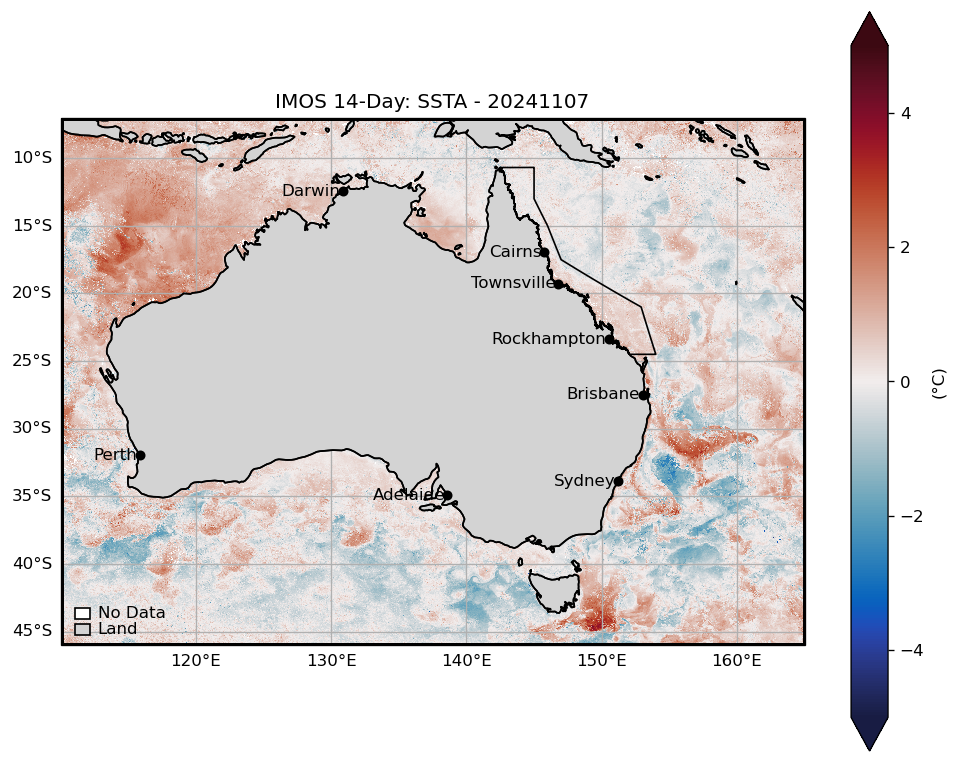 IMOS 14-Day: SSTA - 20241107
10°S
15°S
20°S
25°S
30°S
35°S
40°S
45°S
Darwin
Cairns
Townsville
Rockhampton
Brisbane
Perth
Sydney
Adelaide
No Data
Land
120°E
130°E
140°E
150°E
160°E
4
2
0
−2
−4
(°C)